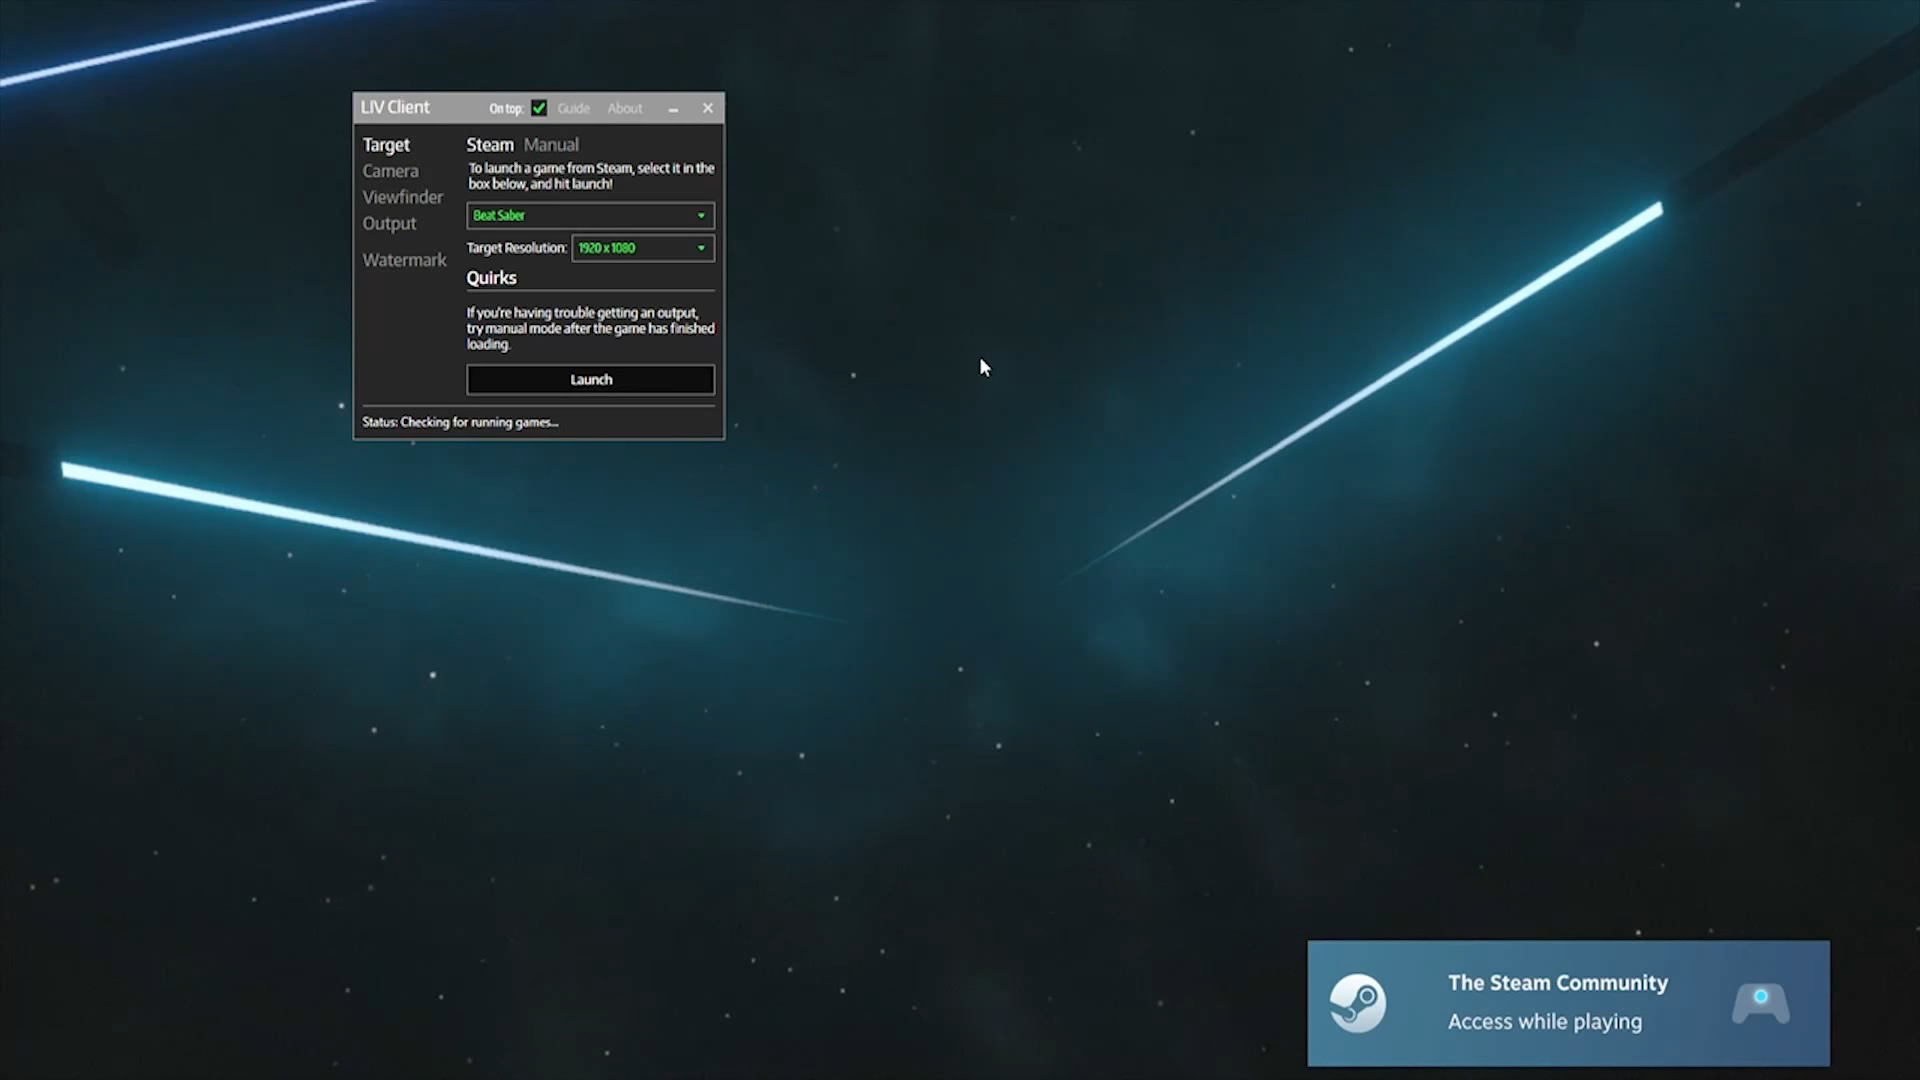 LIV Client
On top:
Guide
About
Target
Camera
Viewfinder
Output
Watermark
Steam
Manual
To launch a game from Steam, select it in the
box below, and hit launch!
Beat Saber
Target Resolution:
1920 x 1080
Quirks
If you're having trouble getting an output,
try manual mode after the game has finished
loading.
Launch
Status: Checking for running games...
The Steam Community
Access while playing